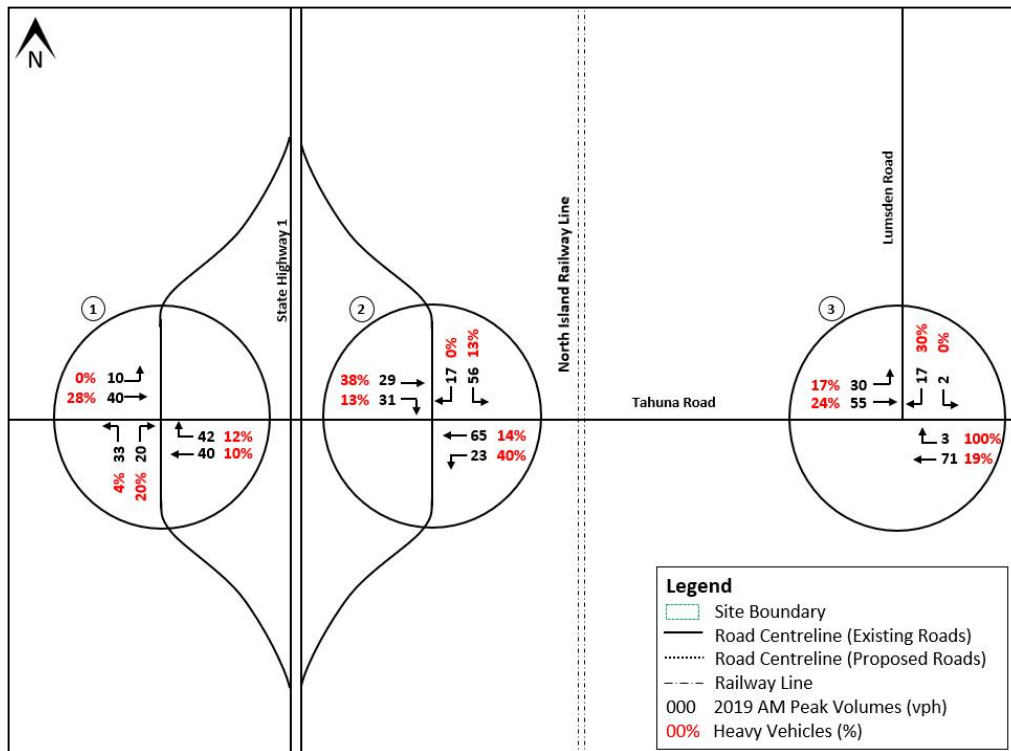 N
State Highway 1
North Island Railway Line
Lumsden Road
1
0% 10
28% 40
33 20
4% 20%
42 12%
40 10%
2
38% 29
13% 31
0% 13%
17 56
65 14%
23 40%
Tahuna Road
3
17% 30
24% 55
30% 0%
17 2
3 100%
71 19%
Legend
Site Boundary
Road Centreline (Existing Roads)
Road Centreline (Proposed Roads)
Railway Line
000 2019 AM Peak Volumes (vph)
00% Heavy Vehicles (%)